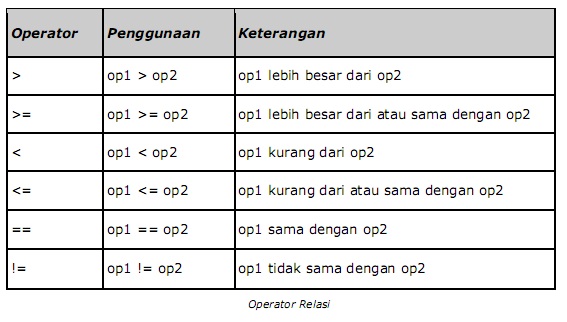 Operator Penggunaan Keterangan
> op1 > op2 op1 lebih besar dari op2
>= op1 >= op2 op1 lebih besar dari atau sama dengan op2
< op1 < op2 op1 kurang dari op2
<= op1 <= op2 op1 kurang dari atau sama dengan op2
== op1 == op2 op1 sama dengan op2
!= op1 != op2 op1 tidak sama dengan op2
Operator Relasi